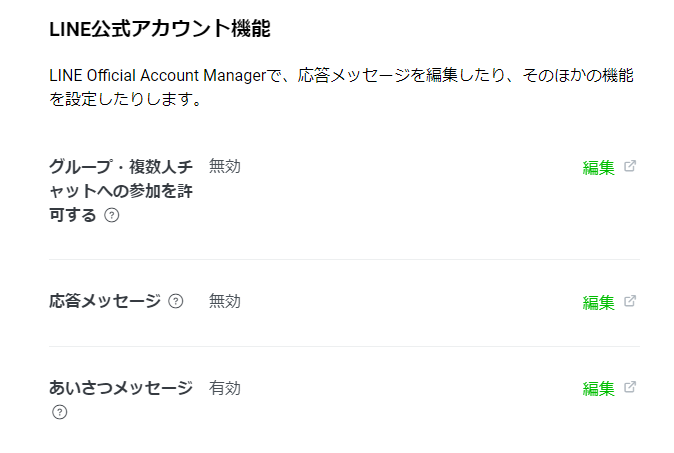 LINE公式アカウント機能
LINE Official Account Managerで、応答メッセージを編集したり、そのほかの機能
を設定したりします。
グループ・複数人チ 無効 編集
ャットへの参加を許
可する ?
応答メッセージ ? 無効 編集
あいさつメッセージ 有効 編集
?